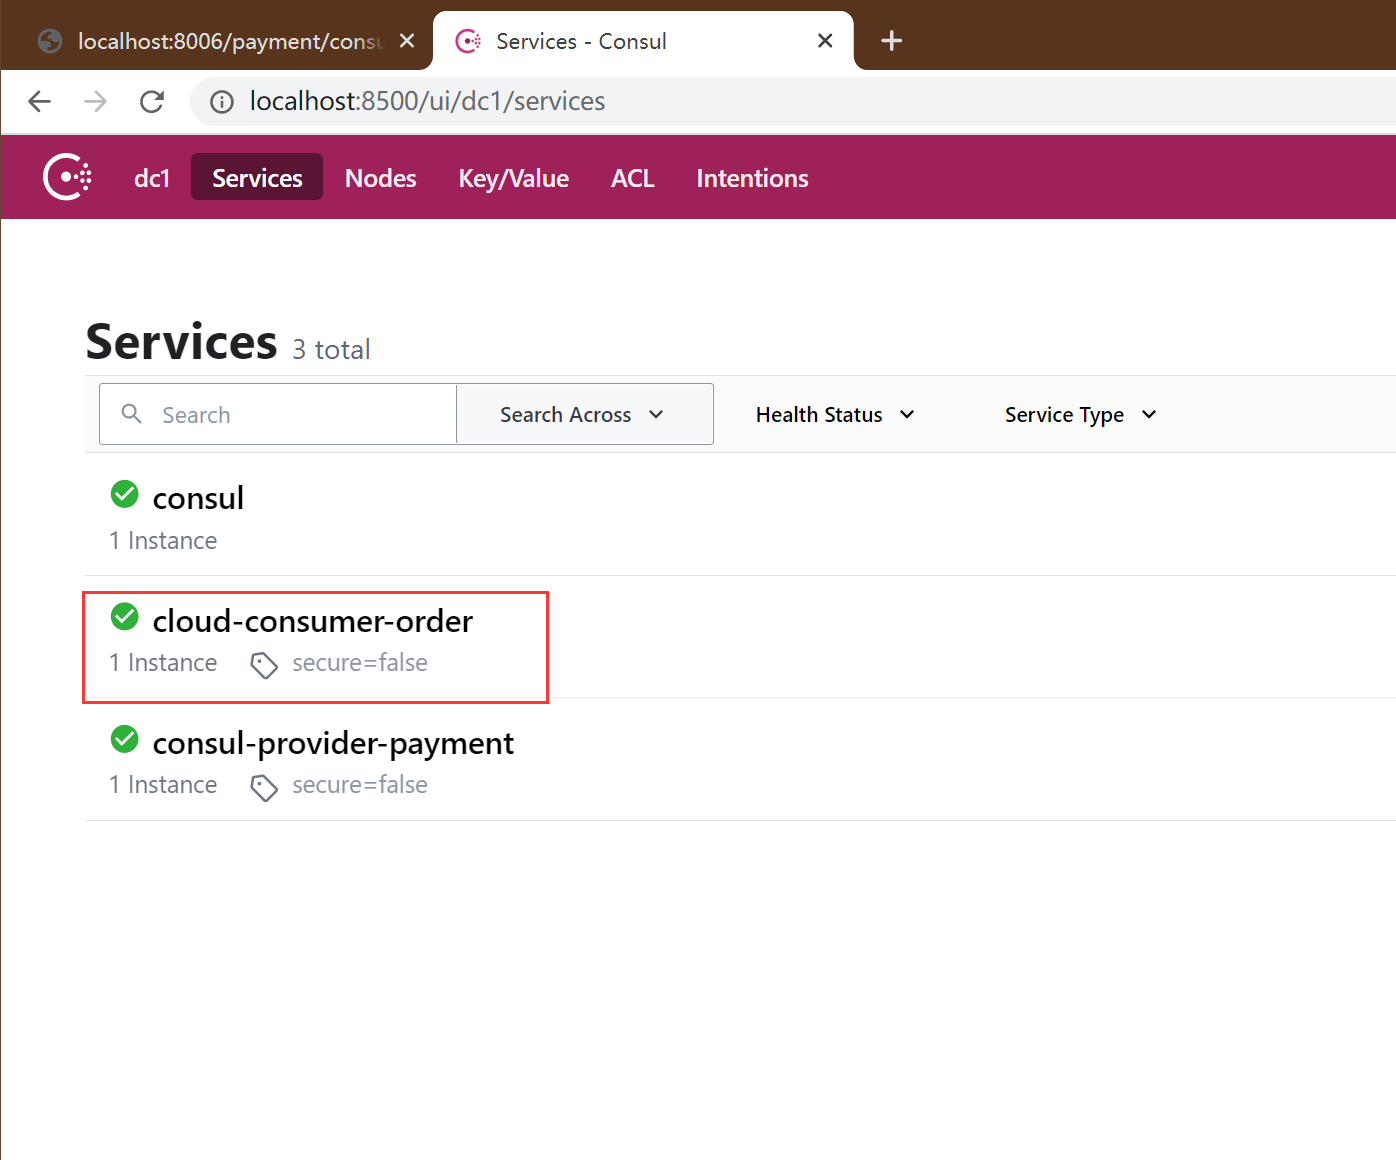 localhost:8006/payment/consu
Services - Consul
localhost:8500/ui/dc1/services
dc1 Services Nodes Key/Value ACL Intentions
Services 3 total
Search Search Across Health Status Service Type
consul
1 Instance
cloud-consumer-order
1 Instance secure=false
consul-provider-payment
1 Instance secure=false